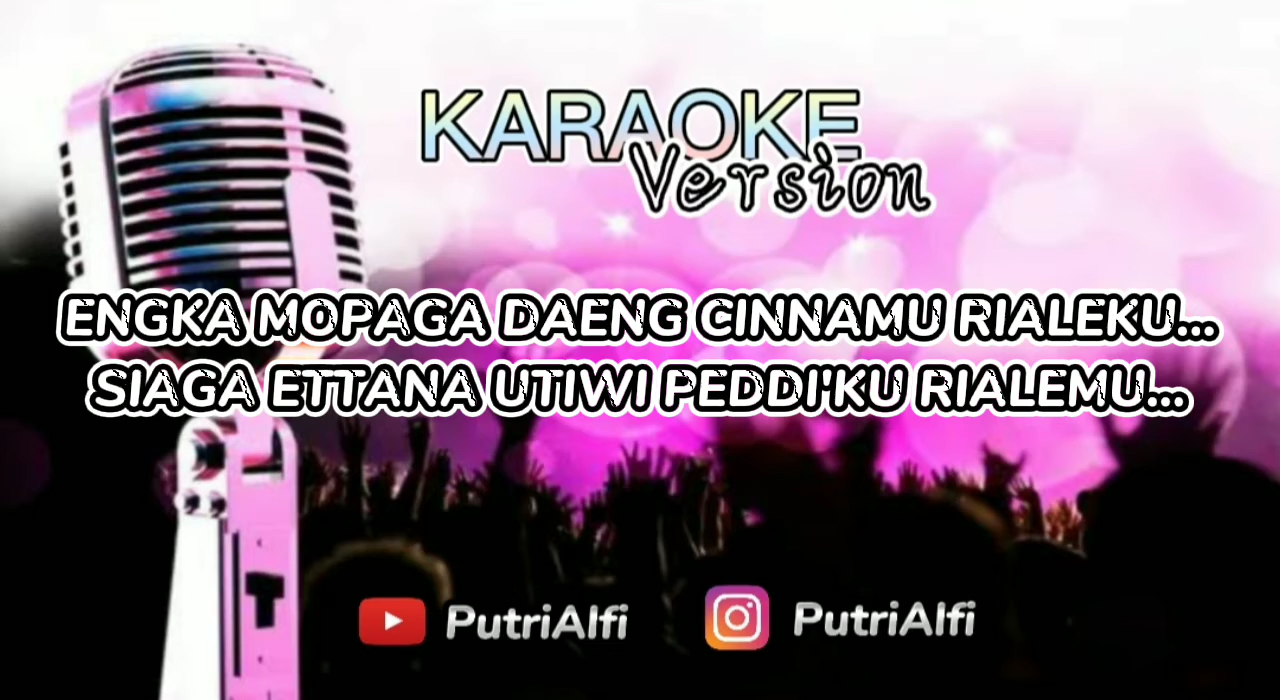 KARAOKE
Version
ENGKA MOPAGA DAENG CINNAMU RIALEKU...
SIAGA ETTANA UTIWI PEDDI'KU RIALEMU...
PutriAlfi PutriAlfi